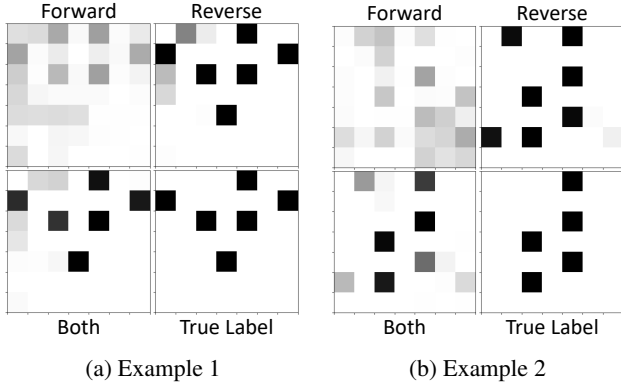 Forward Reverse Forward Reverse
Both True Label Both True Label
(a) Example 1 (b) Example 2